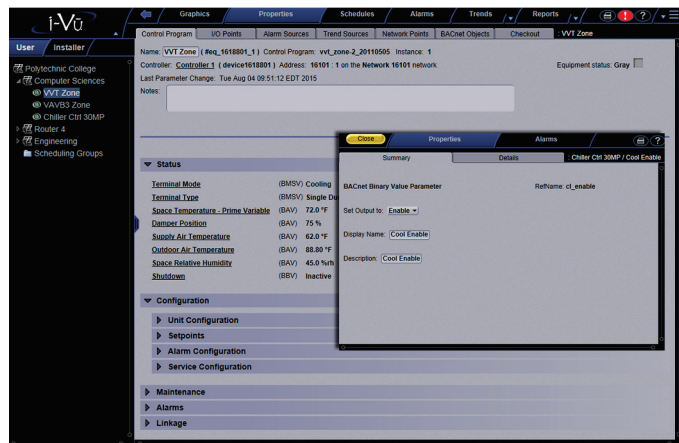 i-Vu
Graphics Properties Schedules Alarms Trends Reports
User Installer
Control Program I/O Points Alarm Sources Trend Sources Network Points BACnet Objects Checkout : VVT Zone
Name: VVT Zone ( #eq_1618801_1 ) Control Program: vvt_zone-2_20110505 Instance: 1
Controller: Controller 1 ( device1618801 ) Address: 16101 : 1 on the Network 16101 network
Equipment status: Gray
Last Parameter Change: Tue Aug 04 09:51:12 EDT 2015
Notes:
Polytechnic College
Computer Sciences
VVT Zone
VAVB3 Zone
Chiller Ctrl 30MP
Router 4
Engineering
Scheduling Groups
Status
Terminal Mode (BMSV) Cooling
Terminal Type (BMSV) Single Du
Space Temperature - Prime Variable (BAV) 72.0 °F
Damper Position (BAV) 75 %
Supply Air Temperature (BAV) 62.0 °F
Outdoor Air Temperature (BAV) 88.80 °F
Space Relative Humidity (BAV) 45.0 %rh
Shutdown (BBV) Inactive
Configuration
Unit Configuration
Setpoints
Alarm Configuration
Service Configuration
Maintenance
Alarms
Linkage
Close Properties Alarms
Summary Details : Chiller Ctrl 30MP / Cool Enable
BACnet Binary Value Parameter RefName: cl_enable
Set Output to: Enable
Display Name: Cool Enable
Description: Cool Enable